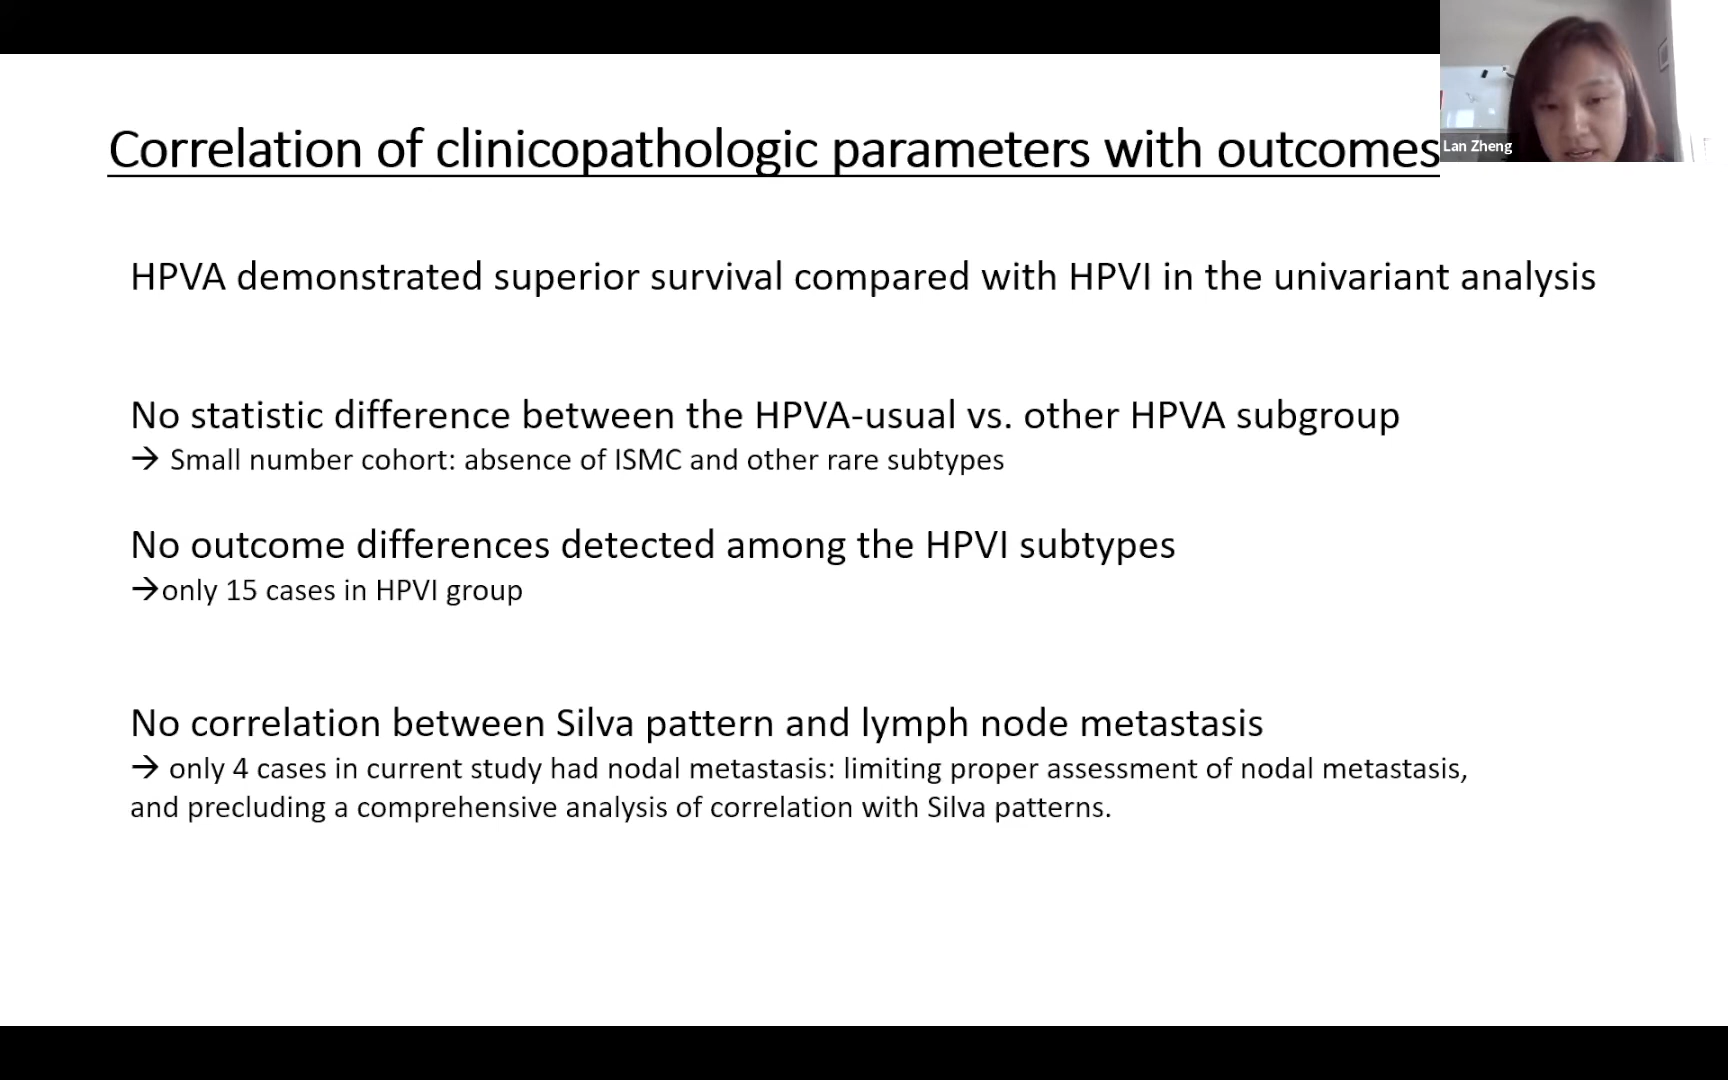 Correlation of clinicopathologic parameters with outcomes
Lan Zheng
HPVA demonstrated superior survival compared with HPVI in the univariant analysis
No statistic difference between the HPVA-usual vs. other HPVA subgroup
→ Small number cohort: absence of ISMC and other rare subtypes
No outcome differences detected among the HPVI subtypes
→only 15 cases in HPVI group
No correlation between Silva pattern and lymph node metastasis
→ only 4 cases in current study had nodal metastasis: limiting proper assessment of nodal metastasis,
and precluding a comprehensive analysis of correlation with Silva patterns.